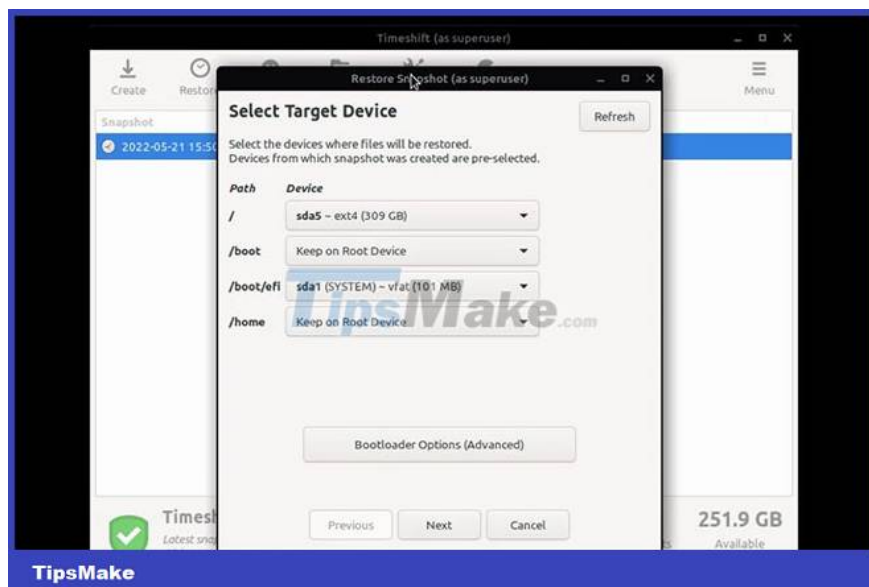 Timeshift (as superuser)
Create
Restor
Menu
Restore Snapshot (as superuser)
Snapshot
2022-05-21 15:50
Select Target Device
Refresh
Select the devices where files will be restored.
Devices from which snapshot was created are pre-selected.
Path Device
/ sda5 ~ ext4 (309 GB)
/boot Keep on Root Device
/boot/efi sda1 (SYSTEM) ~ vfat (101 MB)
TipsMake.com
/home Keep on Root Device
Bootloader Options (Advanced)
Previous Next Cancel
Timesh
Latest snap
251.9 GB
Available
TipsMake